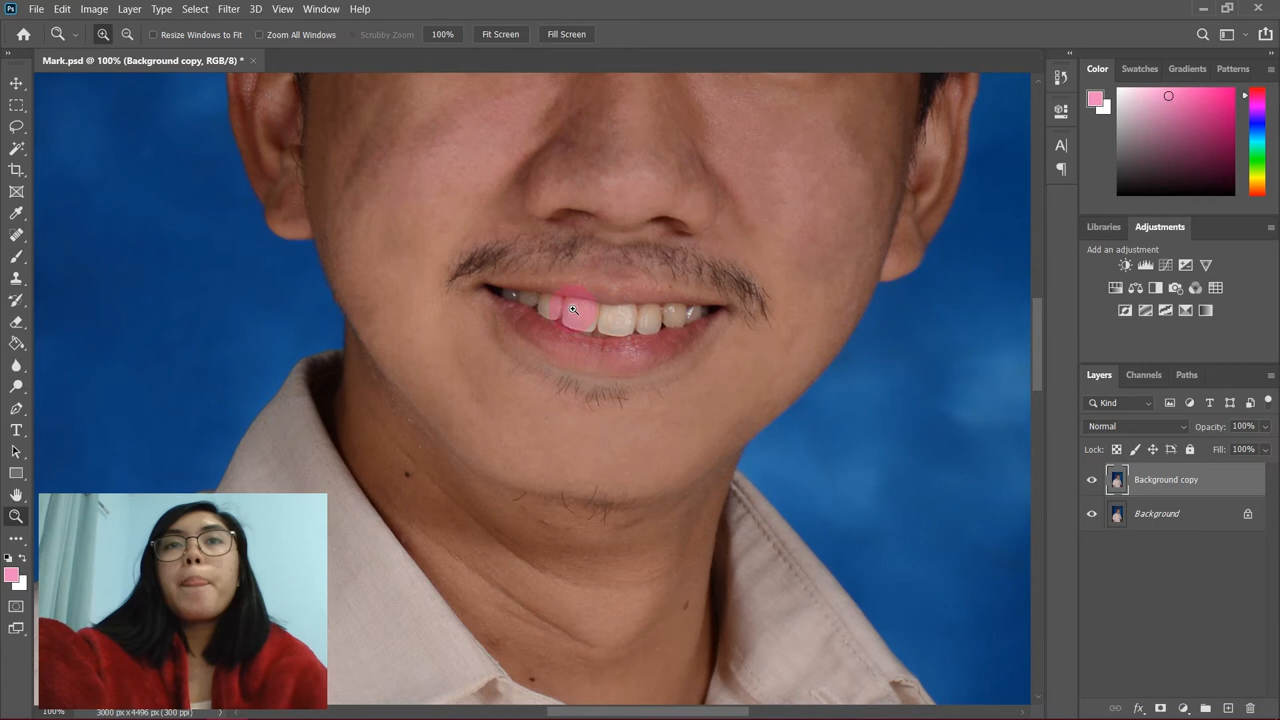 Ps File Edit Image Layer Type Select Filter 3D View Window Help
Resize Windows to Fit Zoom All Windows Scrubby Zoom 100% Fit Screen Fill Screen
Mark.psd @ 100% (Background copy, RGB/8) *
Color Swatches Gradients Patterns
Libraries Adjustments
Add an adjustment
Layers Channels Paths
Kind
Normal Opacity: 100%
Lock: Fill: 100%
Background copy
Background
100% 3000 px x 4496 px (300 ppi)